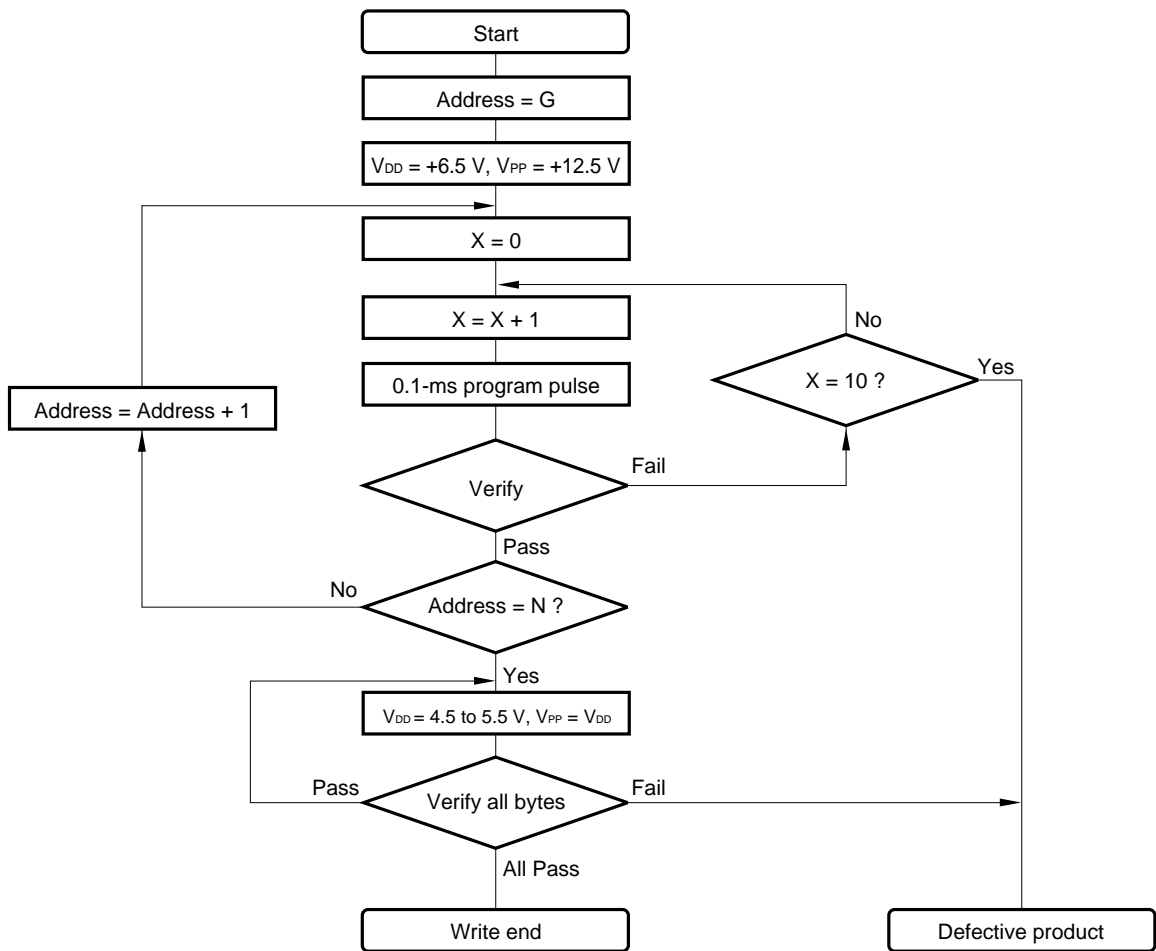 Start
Address = G
VDD = +6.5 V, VPP = +12.5 V
X = 0
X = X + 1
No
0.1-ms program pulse
X = 10 ?
Yes
Address = Address + 1
Verify
Fail
Pass
No
Address = N ?
Yes
VDD = 4.5 to 5.5 V, VPP = VDD
Pass
Verify all bytes
Fail
All Pass
Write end
Defective product